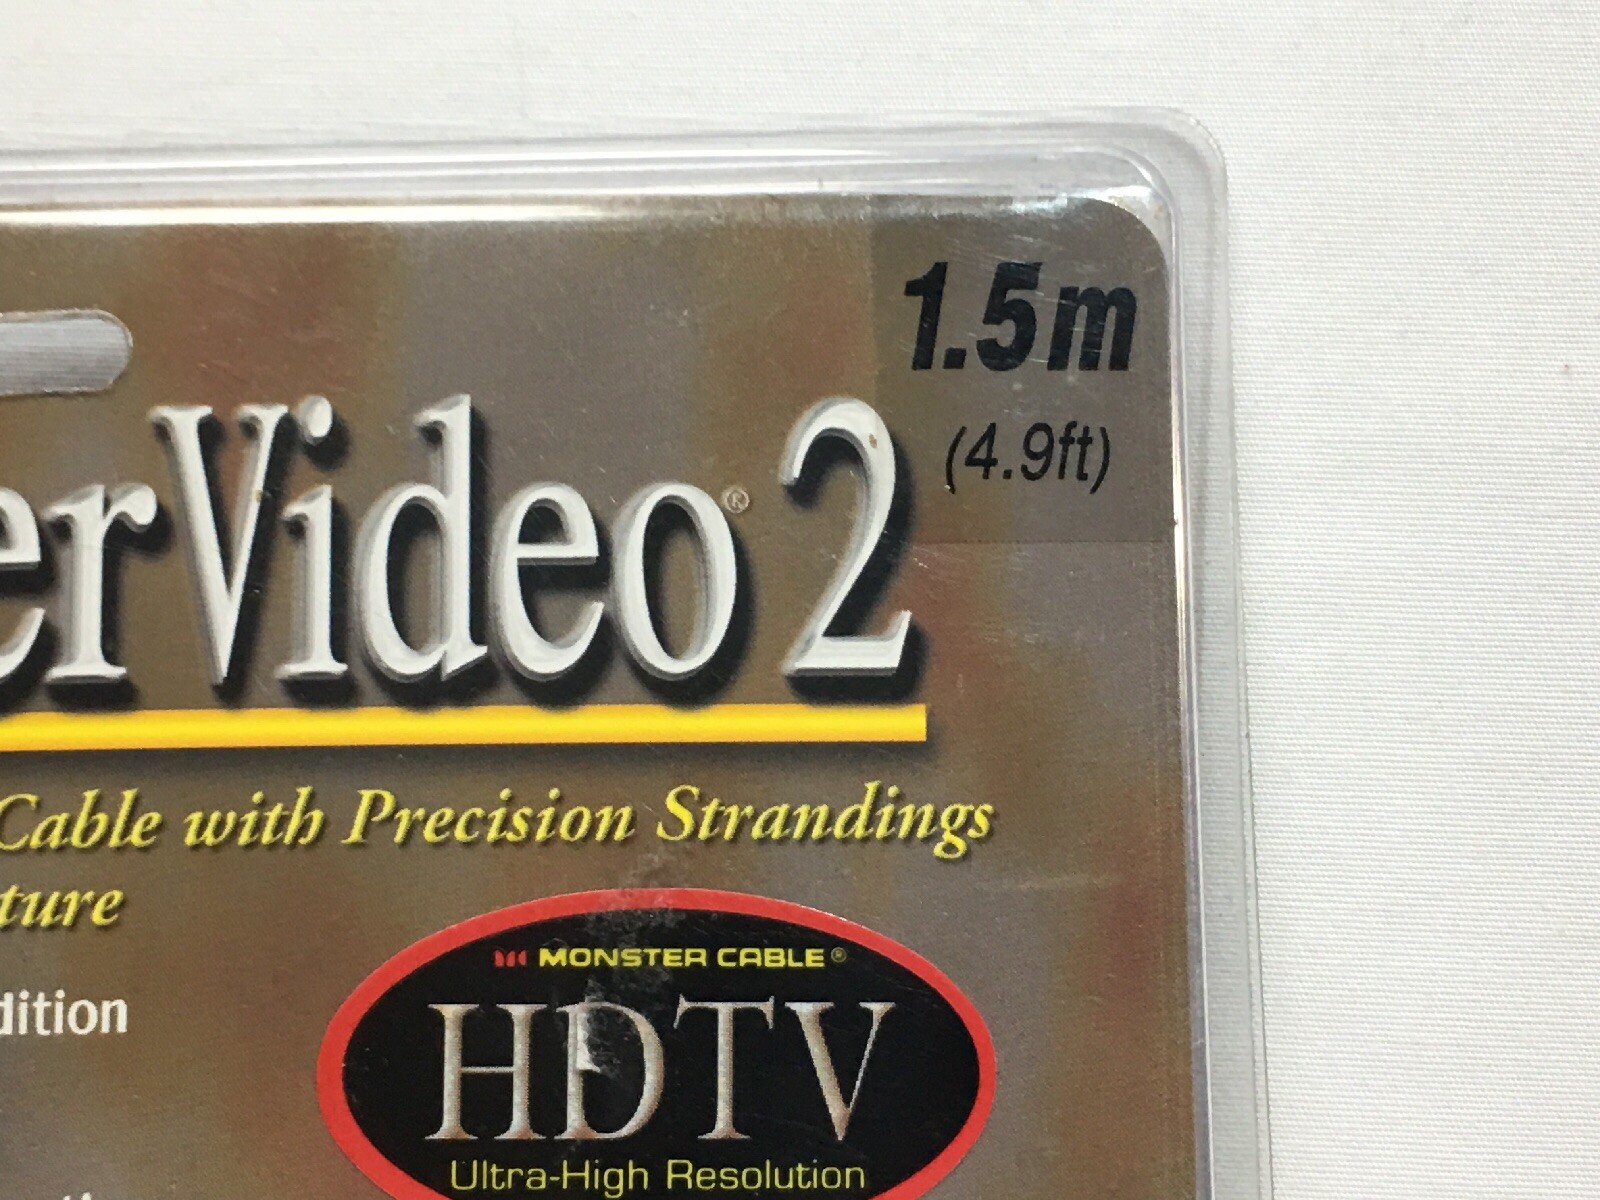 1.5m
(4.9ft)
erVideo® 2
Cable with Precision Strandings
ture
dition
MONSTER CABLE®
HDTV
Ultra-High Resolution